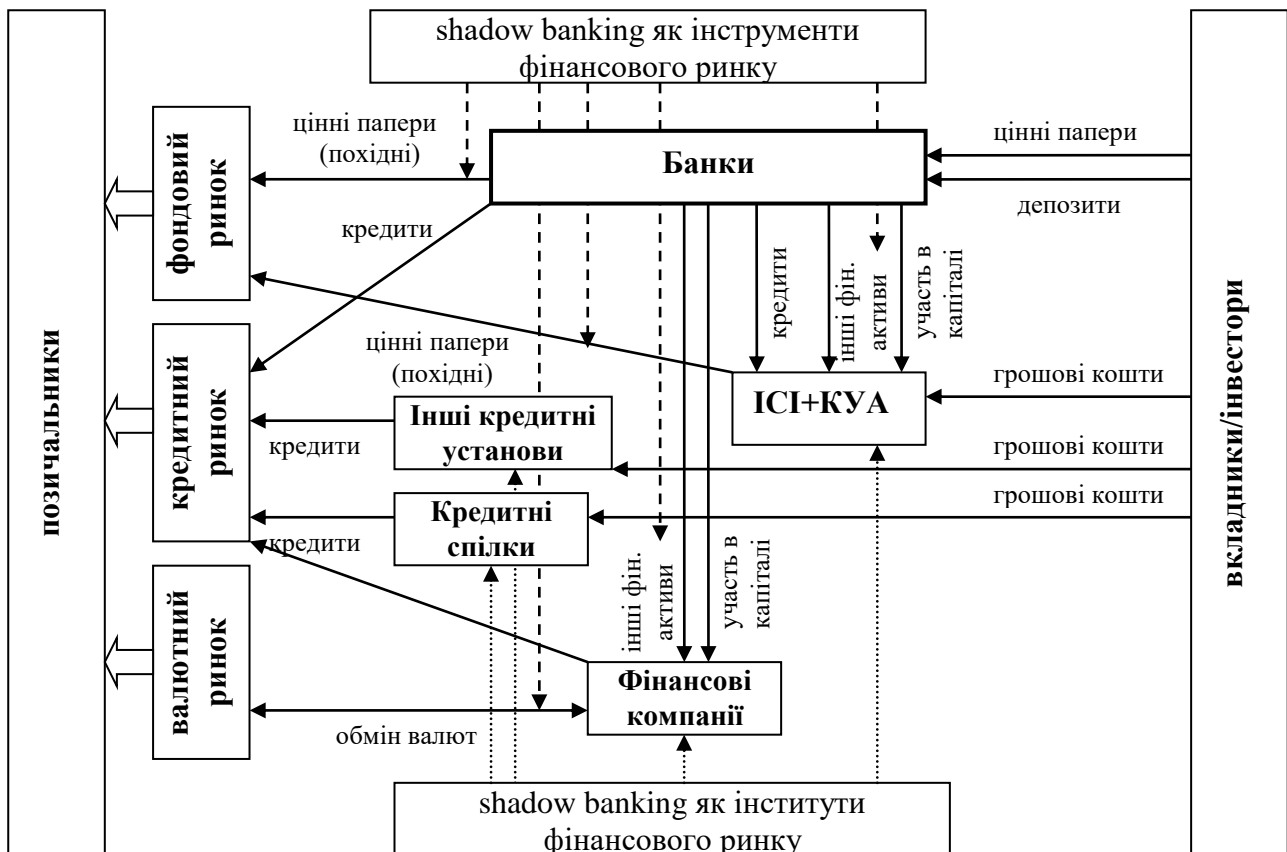 shadow banking як інструменти
фінансового ринку
позичальники
фондовий
ринок
цінні папери
(похідні)
Банки
цінні папери
депозити
кредити
кредити
інші фін.
активи
участь в
капіталі
вкладники/інвестори
кредитний
ринок
цінні папери
(похідні)
ІСІ+КУА
грошові кошти
Інші кредитні
установи
кредити
грошові кошти
Кредитні
спілки
грошові кошти
кредити
інші фін.
активи
участь в
капіталі
валютний
ринок
Фінансові
компанії
обмін валют
shadow banking як інститути
фінансового ринку